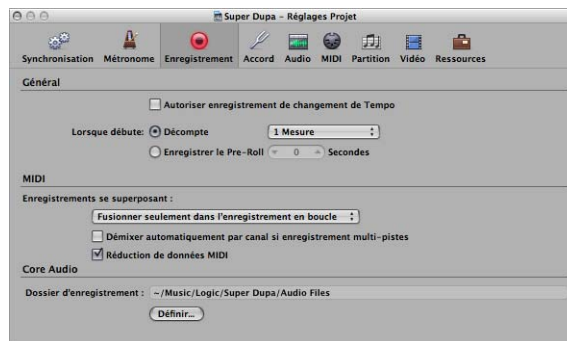 Super Dupa – Réglages Projet
Synchronisation Métronome Enregistrement Accord Audio MIDI Partition Vidéo Ressources
Général
Autoriser enregistrement de changement de Tempo
Lorsque débute: Décompte 1 Mesure
Enregistrer le Pre-Roll 0 Secondes
MIDI
Enregistrements se superposant :
Fusionner seulement dans l'enregistrement en boucle
Démixer automatiquement par canal si enregistrement multi-pistes
Réduction de données MIDI
Core Audio
Dossier d'enregistrement : ~/Music/Logic/Super Dupa/Audio Files
Définir...